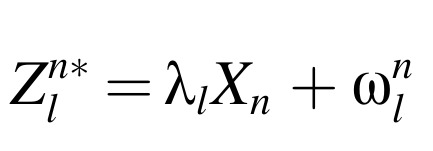 Z_l^{n*} = λ_l X_n + ω_l^n